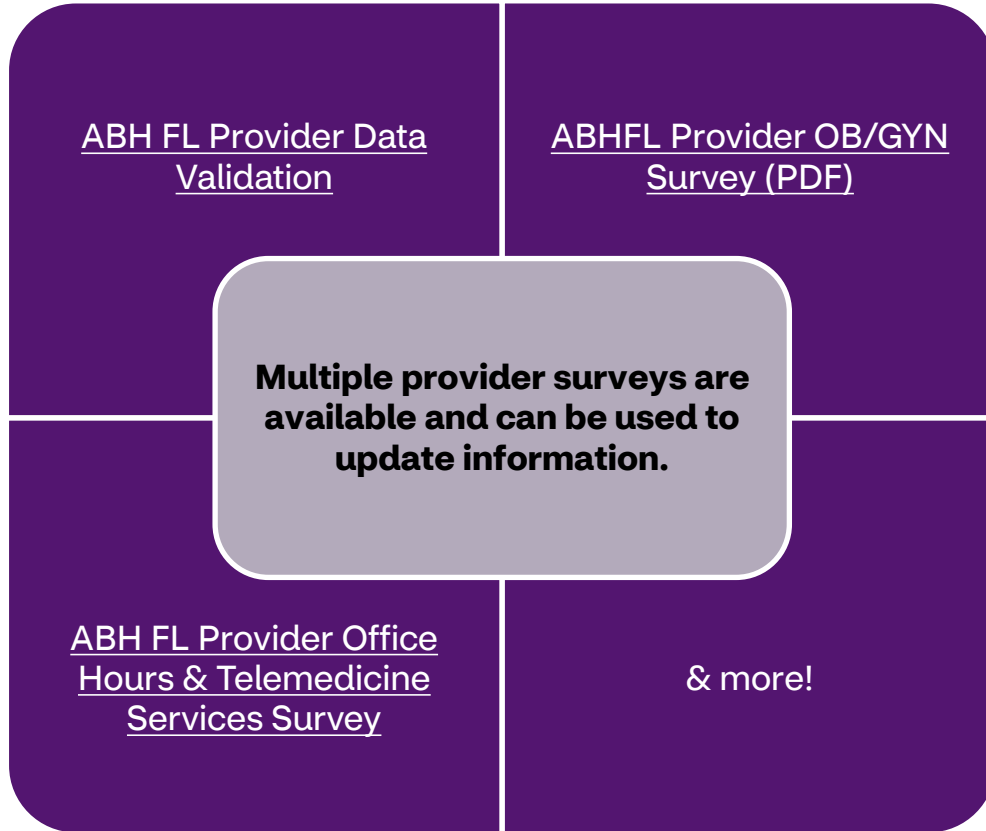 ABH FL Provider Data
Validation
ABHFL Provider OB/GYN
Survey (PDF)
Multiple provider surveys are
available and can be used to
update information.
ABH FL Provider Office
Hours & Telemedicine
Services Survey
& more!